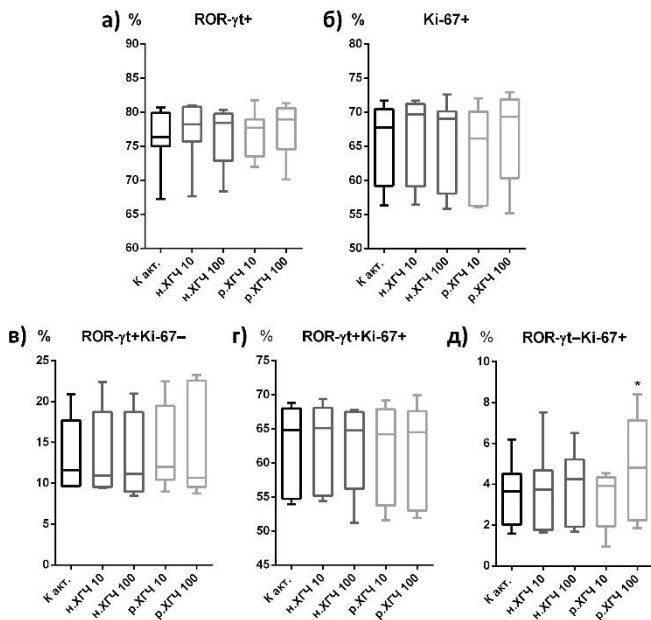 а) % ROR-γt+
85
80
75
70
65
60
К акт.
н.ХГЧ 10
н.ХГЧ 100
р.ХГЧ 10
р.ХГЧ 100
б) % Ki-67+
80
75
70
65
60
55
50
К акт.
н.ХГЧ 10
н.ХГЧ 100
р.ХГЧ 10
р.ХГЧ 100
в) % ROR-γt+Ki-67–
25
20
15
10
5
0
К акт.
н.ХГЧ 10
н.ХГЧ 100
р.ХГЧ 10
р.ХГЧ 100
г) % ROR-γt+Ki-67+
75
70
65
60
55
50
45
К акт.
н.ХГЧ 10
н.ХГЧ 100
р.ХГЧ 10
р.ХГЧ 100
д) % ROR-γt–Ki-67+
10
8
6
4
2
0
*
К акт.
н.ХГЧ 10
н.ХГЧ 100
р.ХГЧ 10
р.ХГЧ 100